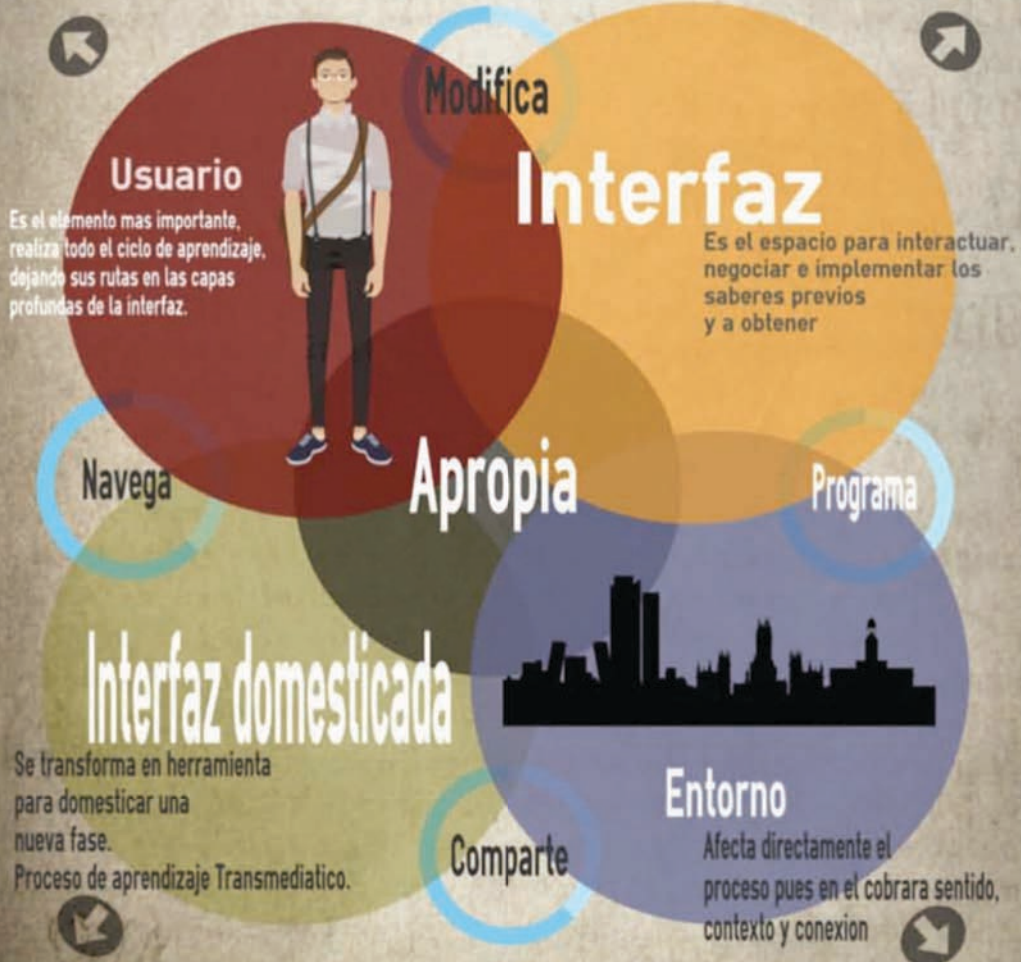 Modifica
Usuario
Es el elemento mas importante,
realiza todo el ciclo de aprendizaje,
dejando sus rutas en las capas
profundas de la interfaz.
Interfaz
Es el espacio para interactuar,
negociar e implementar los
saberes previos
y a obtener
Navega
Apropia
Programa
Interfaz domesticada
Se transforma en herramienta
para domesticar una
nueva fase.
Proceso de aprendizaje Transmediatico.
Comparte
Entorno
Afecta directamente el
proceso pues en el cobrara sentido,
contexto y conexion